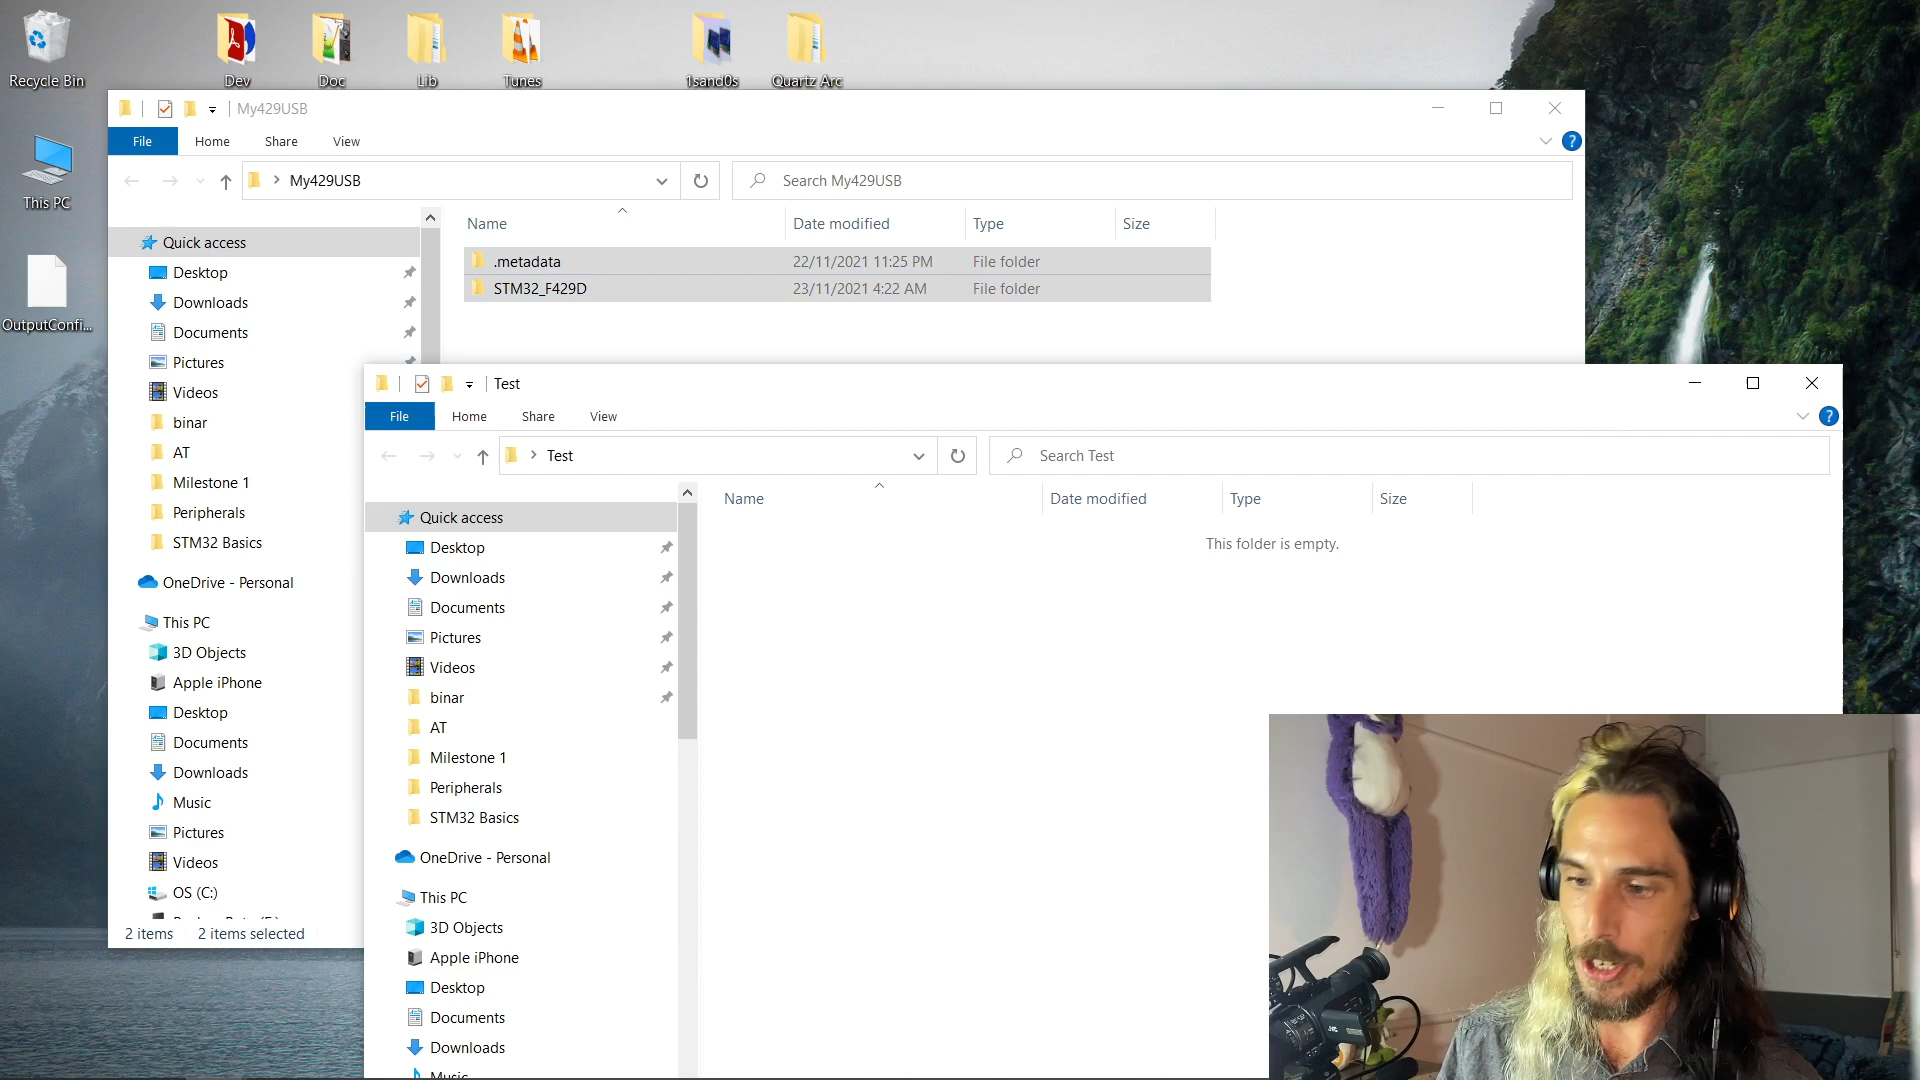 Recycle Bin
Dev
Doc
Lib
Tunes
1sand0s
Quartz Arc
This PC
OutputConfi...
My429USB
File Home Share View
My429USB
Search My429USB
Name Date modified Type Size
.metadata 22/11/2021 11:25 PM File folder
STM32_F429D 23/11/2021 4:22 AM File folder
Quick access
Desktop
Downloads
Documents
Pictures
Videos
binar
AT
Milestone 1
Peripherals
STM32 Basics
OneDrive - Personal
This PC
3D Objects
Apple iPhone
Desktop
Documents
Downloads
Music
Pictures
Videos
OS (C:)
2 items 2 items selected
Test
File Home Share View
Test
Search Test
Name Date modified Type Size
This folder is empty.
Quick access
Desktop
Downloads
Documents
Pictures
Videos
binar
AT
Milestone 1
Peripherals
STM32 Basics
OneDrive - Personal
This PC
3D Objects
Apple iPhone
Desktop
Documents
Downloads
Music
JVC